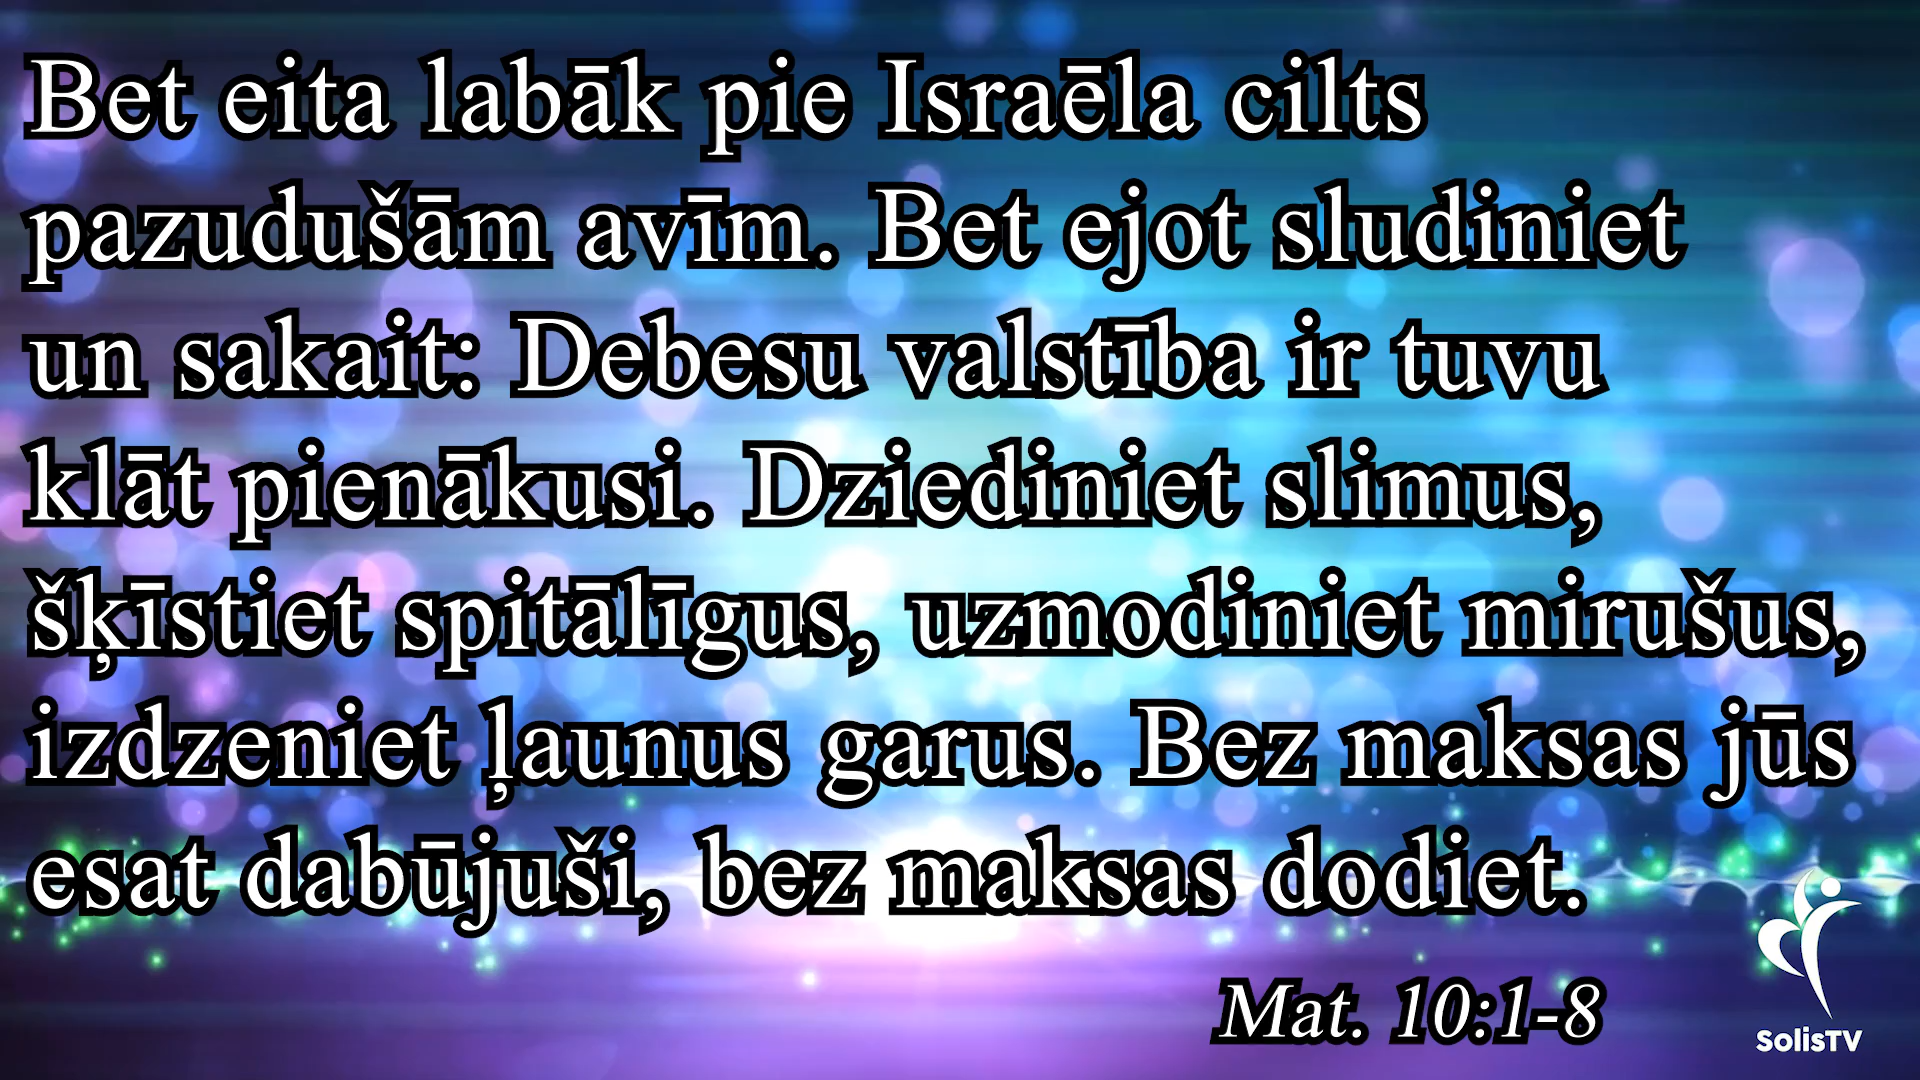 Bet eita labāk pie Israēla cilts
pazudušām avīm. Bet ejot sludiniet
un sakait: Debesu valstība ir tuvu
klāt pienākusi. Dziediniet slimus,
šķīstiet spitālīgus, uzmodiniet mirušus,
izdzeniet ļaunus garus. Bez maksas jūs
esat dabūjuši, bez maksas dodiet.
Mat. 10:1-8
SolisTV